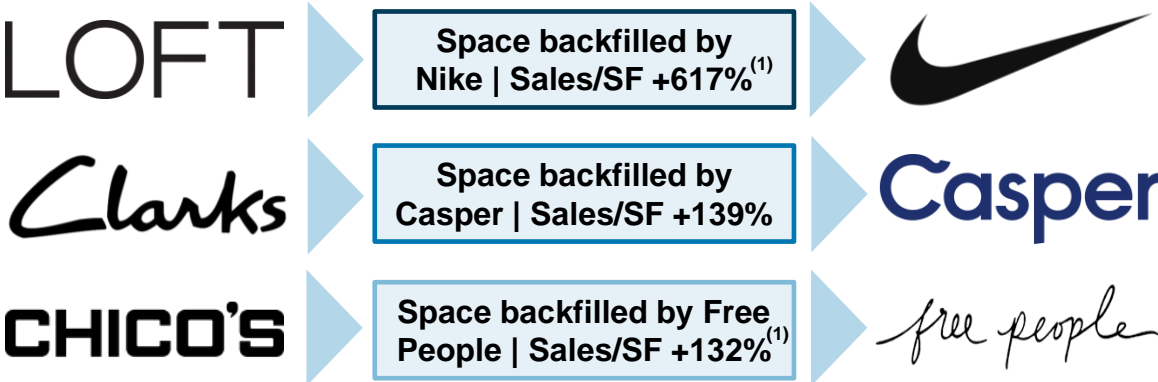 LOFT
Space backfilled by
Nike | Sales/SF +617%(1)
Clarks
Space backfilled by
Casper | Sales/SF +139%
Casper
CHICO'S
Space backfilled by Free
People | Sales/SF +132%(1)
free people